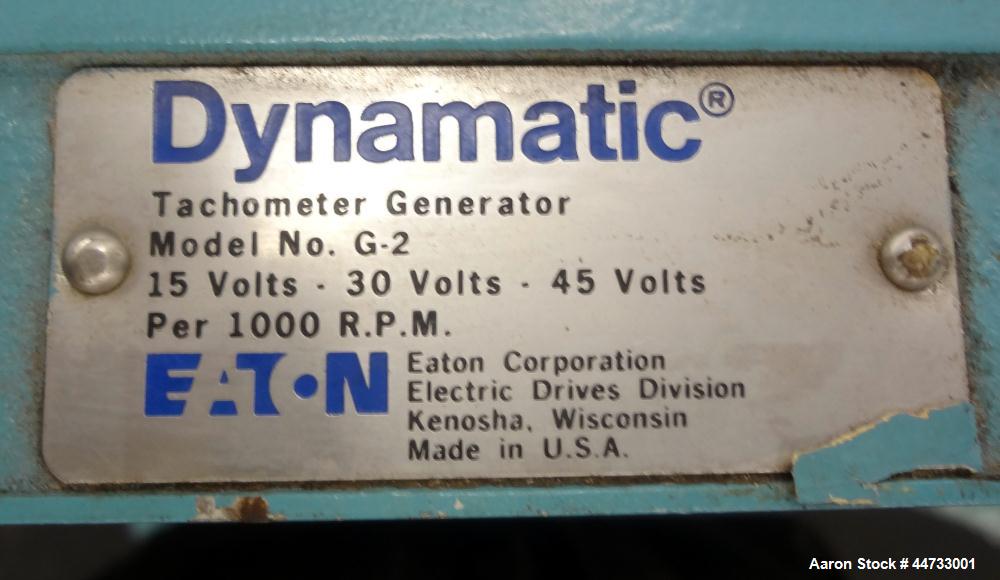 Dynamatic®
Tachometer Generator
Model No. G-2
15 Volts - 30 Volts - 45 Volts
Per 1000 R.P.M.
EATON
Eaton Corporation
Electric Drives Division
Kenosha, Wisconsin
Made in U.S.A.
Aaron Stock # 44733001